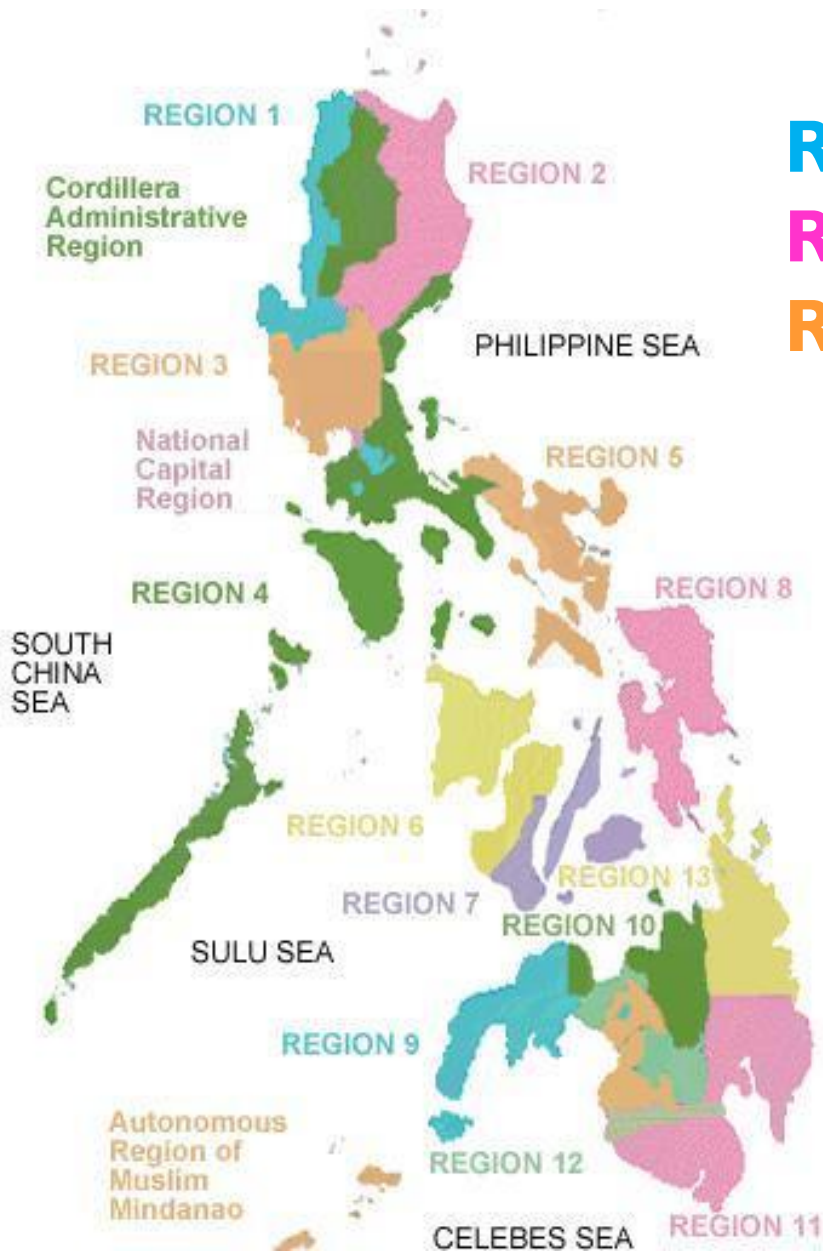 REGION 1
R
REGION 2
Cordillera
Administrative
Region
R
R
PHILIPPINE SEA
REGION 3
National
Capital
Region
REGION 5
REGION 4
REGION 8
SOUTH
CHINA
SEA
REGION 6
REGION 13
REGION 7
REGION 10
SULU SEA
REGION 9
Autonomous
Region of
Muslim
Mindanao
REGION 12
REGION 11
CELEBES SEA